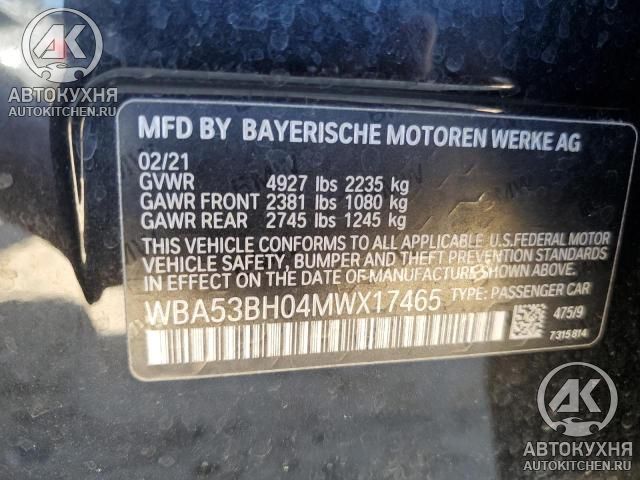 AK
АВТОКУХНЯ
AUTOKITCHEN.RU
MFD BY BAYERISCHE MOTOREN WERKE AG
02/21
GVWR 4927 lbs 2235 kg
GAWR FRONT 2381 lbs 1080 kg
GAWR REAR 2745 lbs 1245 kg
THIS VEHICLE CONFORMS TO ALL APPLICABLE U.S.FEDERAL MOTOR
VEHICLE SAFETY, BUMPER AND THEFT PREVENTION STANDARDS
IN EFFECT ON THE DATE OF MANUFACTURE SHOWN ABOVE.
WBA53BH04MWX17465 TYPE: PASSENGER CAR
475/9
7315814
AK
АВТОКУХНЯ
AUTOKITCHEN.RU